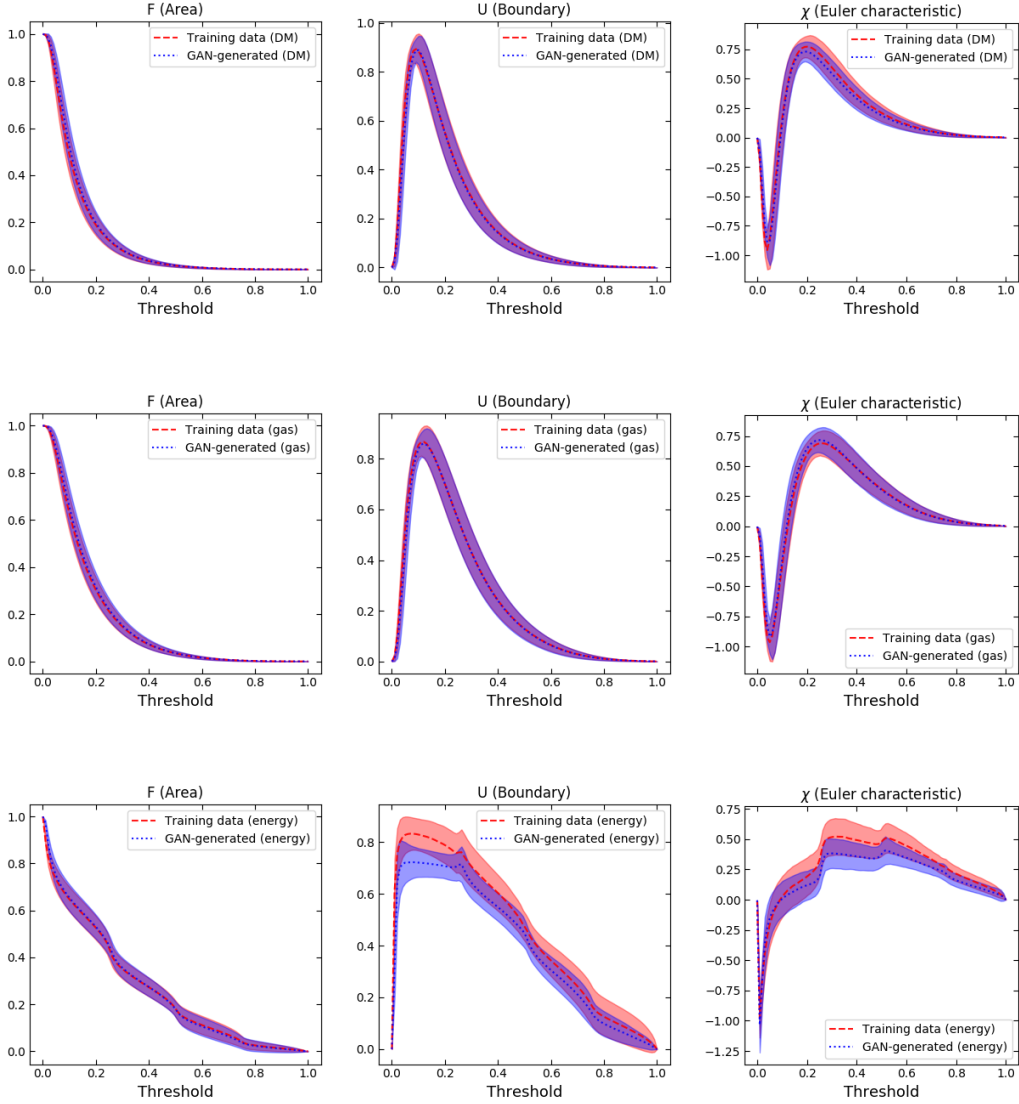 F (Area)
1.0
0.8
0.6
0.4
0.2
0.0
Training data (DM)
GAN-generated (DM)
0.0 0.2 0.4 0.6 0.8 1.0
Threshold
U (Boundary)
1.0
0.8
0.6
0.4
0.2
0.0
Training data (DM)
GAN-generated (DM)
0.0 0.2 0.4 0.6 0.8 1.0
Threshold
χ (Euler characteristic)
0.75
0.50
0.25
0.00
−0.25
−0.50
−0.75
−1.00
Training data (DM)
GAN-generated (DM)
0.0 0.2 0.4 0.6 0.8 1.0
Threshold
F (Area)
1.0
0.8
0.6
0.4
0.2
0.0
Training data (gas)
GAN-generated (gas)
0.0 0.2 0.4 0.6 0.8 1.0
Threshold
U (Boundary)
0.8
0.6
0.4
0.2
0.0
Training data (gas)
GAN-generated (gas)
0.0 0.2 0.4 0.6 0.8 1.0
Threshold
χ (Euler characteristic)
0.75
0.50
0.25
0.00
−0.25
−0.50
−0.75
−1.00
Training data (gas)
GAN-generated (gas)
0.0 0.2 0.4 0.6 0.8 1.0
Threshold
F (Area)
1.0
0.8
0.6
0.4
0.2
0.0
Training data (energy)
GAN-generated (energy)
0.0 0.2 0.4 0.6 0.8 1.0
Threshold
U (Boundary)
0.8
0.6
0.4
0.2
0.0
Training data (energy)
GAN-generated (energy)
0.0 0.2 0.4 0.6 0.8 1.0
Threshold
χ (Euler characteristic)
0.75
0.50
0.25
0.00
−0.25
−0.50
−0.75
−1.00
−1.25
Training data (energy)
GAN-generated (energy)
0.0 0.2 0.4 0.6 0.8 1.0
Threshold